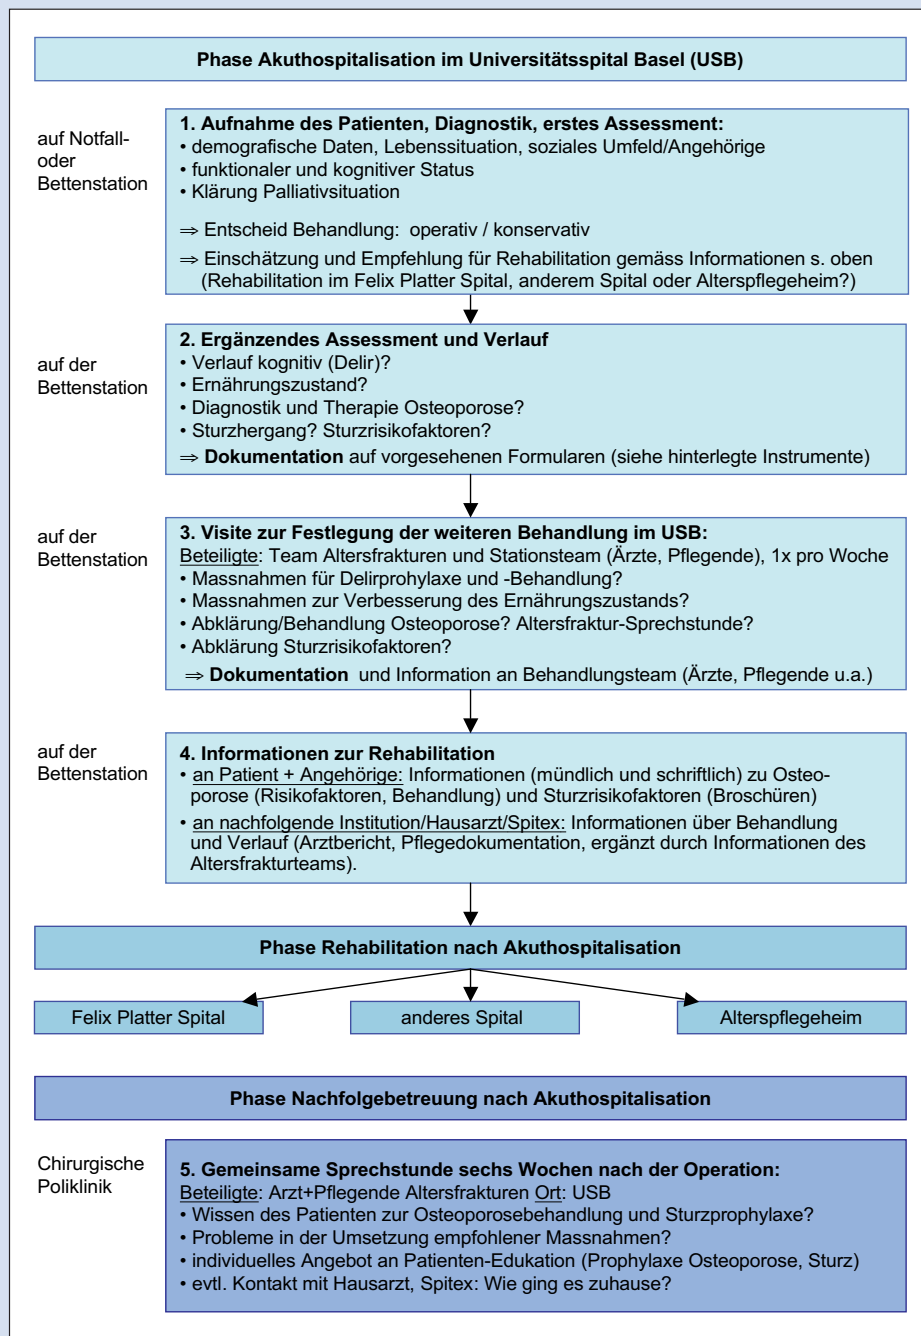 Phase Akuthospitalisation im Universitätsspital Basel (USB)
auf Notfall-
oder
Bettenstation
1. Aufnahme des Patienten, Diagnostik, erstes Assessment:
• demografische Daten, Lebenssituation, soziales Umfeld/Angehörige
• funktionaler und kognitiver Status
• Klärung Palliativsituation
⇒ Entscheid Behandlung: operativ / konservativ
⇒ Einschätzung und Empfehlung für Rehabilitation gemäss Informationen s. oben
(Rehabilitation im Felix Platter Spital, anderem Spital oder Alterspflegeheim?)
auf der
Bettenstation
2. Ergänzendes Assessment und Verlauf
• Verlauf kognitiv (Delir)?
• Ernährungszustand?
• Diagnostik und Therapie Osteoporose?
• Sturzhergang? Sturzrisikofaktoren?
⇒ Dokumentation auf vorgesehenen Formularen (siehe hinterlegte Instrumente)
auf der
Bettenstation
3. Visite zur Festlegung der weiteren Behandlung im USB:
Beteiligte: Team Altersfrakturen und Stationsteam (Ärzte, Pflegende), 1x pro Woche
• Massnahmen für Delirprohylaxe und -Behandlung?
• Massnahmen zur Verbesserung des Ernährungszustands?
• Abklärung/Behandlung Osteoporose? Altersfraktur-Sprechstunde?
• Abklärung Sturzrisikofaktoren?
⇒ Dokumentation und Information an Behandlungsteam (Ärzte, Pflegende u.a.)
auf der
Bettenstation
4. Informationen zur Rehabilitation
• an Patient + Angehörige: Informationen (mündlich und schriftlich) zu Osteo-
porose (Risikofaktoren, Behandlung) und Sturzrisikofaktoren (Broschüren)
• an nachfolgende Institution/Hausarzt/Spitex: Informationen über Behandlung
und Verlauf (Arztbericht, Pflegedokumentation, ergänzt durch Informationen des
Altersfrakturteams).
Phase Rehabilitation nach Akuthospitalisation
Felix Platter Spital
anderes Spital
Alterspflegeheim
Phase Nachfolgebetreuung nach Akuthospitalisation
Chirurgische
Poliklinik
5. Gemeinsame Sprechstunde sechs Wochen nach der Operation:
Beteiligte: Arzt+Pflegende Altersfrakturen Ort: USB
• Wissen des Patienten zur Osteoporosebehandlung und Sturzprophylaxe?
• Probleme in der Umsetzung empfohlener Massnahmen?
• individuelles Angebot an Patienten-Edukation (Prophylaxe Osteoporose, Sturz)
• evtl. Kontakt mit Hausarzt, Spitex: Wie ging es zuhause?